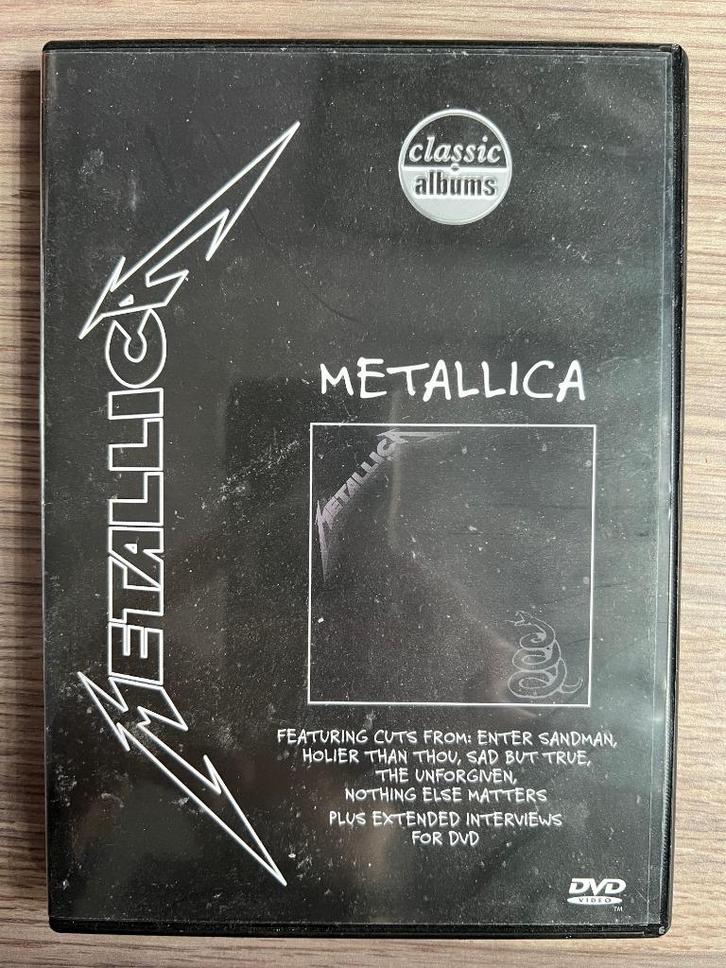 METALLICA
classic
albums
METALLICA
METALLICA
FEATURING CUTS FROM: ENTER SANDMAN,
HOLIER THAN THOU, SAD BUT TRUE,
THE UNFORGIVEN,
NOTHING ELSE MATTERS
PLUS EXTENDED INTERVIEWS
FOR DVD
DVD
VIDEO
TM